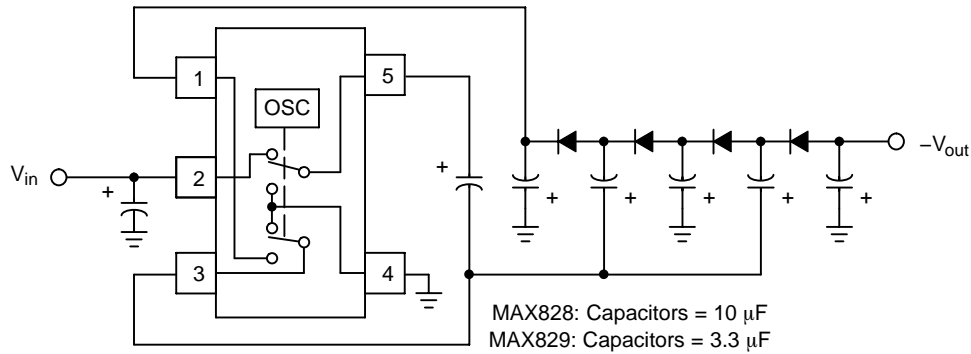 1
5
OSC
V_in
2
−V_out
+
+
+
+
+
+
+
3
4
MAX828: Capacitors = 10 μF
MAX829: Capacitors = 3.3 μF